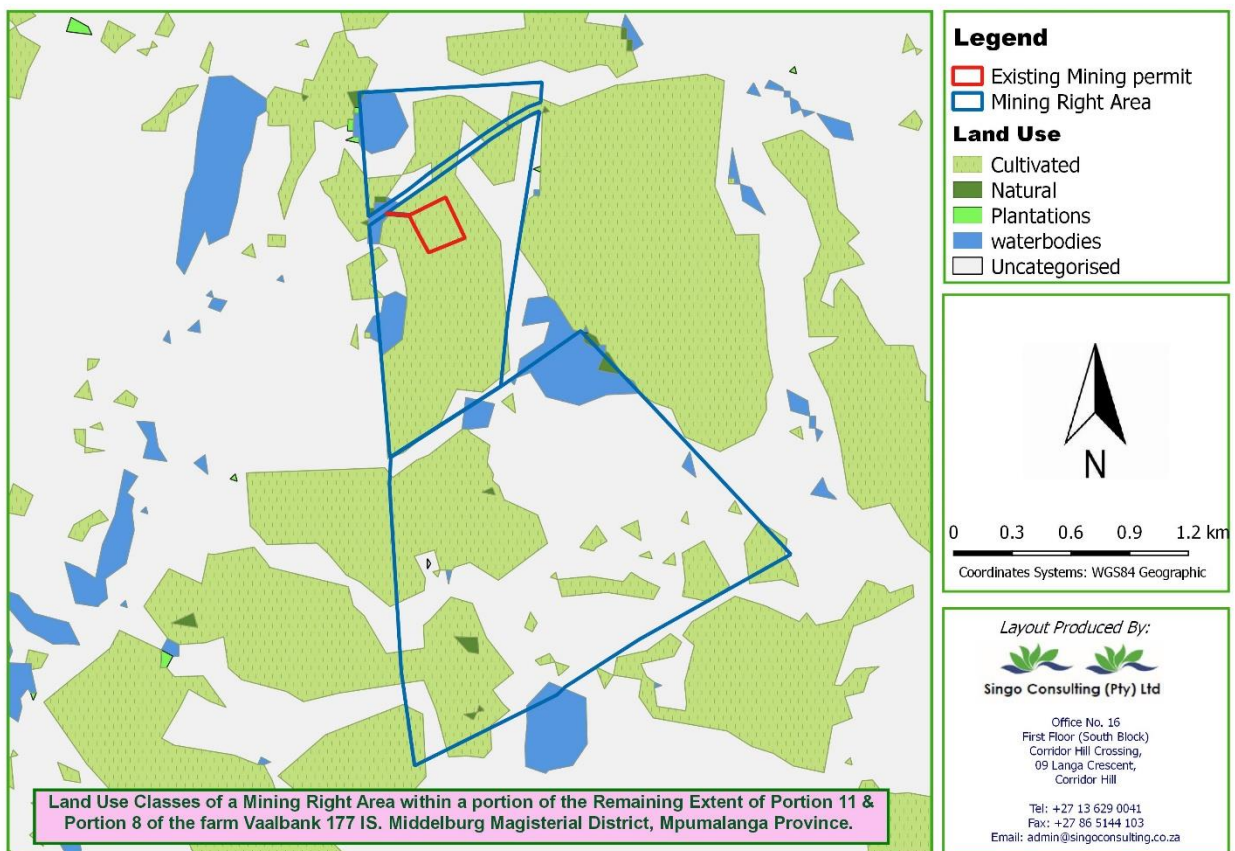 Legend
Existing Mining permit
Mining Right Area
Land Use
Cultivated
Natural
Plantations
waterbodies
Uncategorised
N
0 0.3 0.6 0.9 1.2 km
Coordinates Systems: WGS84 Geographic
Layout Produced By:
Singo Consulting (Pty) Ltd
Office No. 16
First Floor (South Block)
Corridor Hill Crossing,
09 Langa Crescent,
Corridor Hill
Tel: +27 13 629 0041
Fax: +27 86 5144 103
Email: admin@singoconsulting.co.za
Land Use Classes of a Mining Right Area within a portion of the Remaining Extent of Portion 11 &
Portion 8 of the farm Vaalbank 177 IS. Middelburg Magisterial District, Mpumalanga Province.